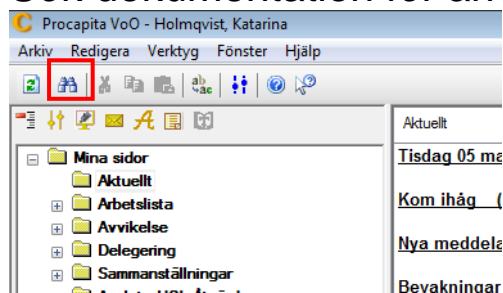 Procapita VoO - Holmqvist, Katarina
Arkiv Redigera Verktyg Fönster Hjälp
Aktuellt
Mina sidor
Tisdag 05 ma
Aktuellt
Arbetslista
Kom ihåg (
Avvikelse
Delegering
Nya meddela
Sammanställningar
Bevakningar